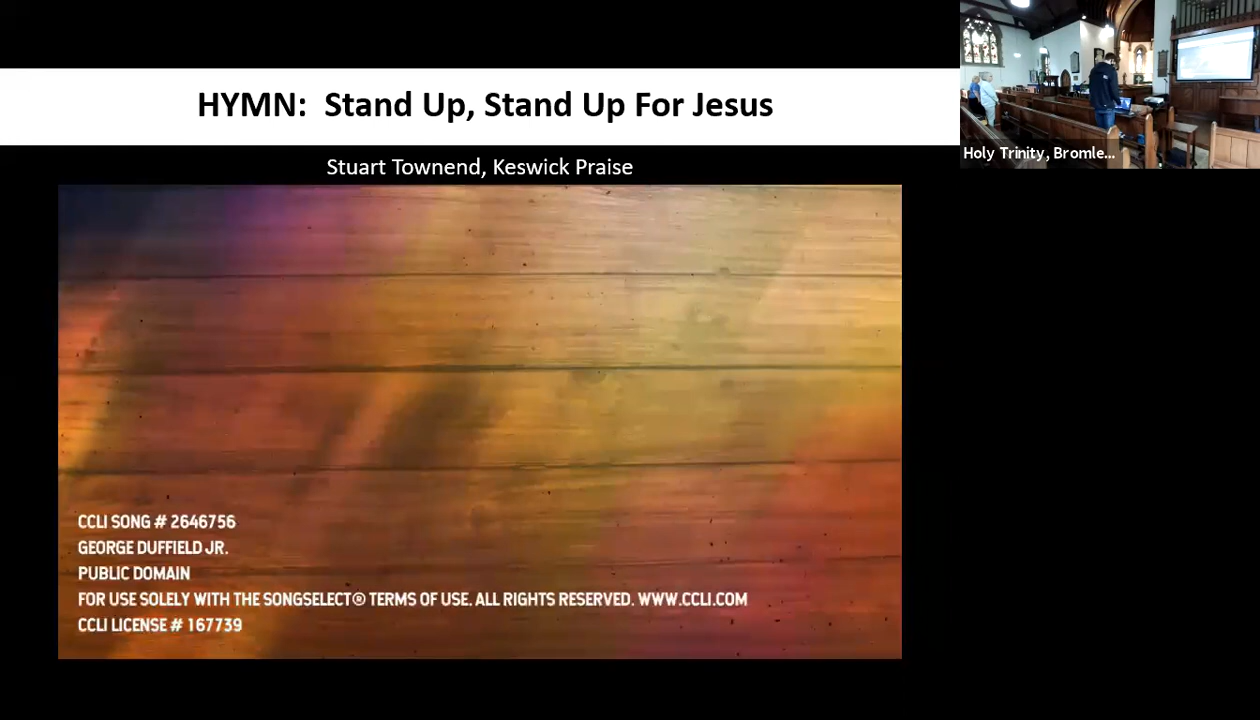 HYMN: Stand Up, Stand Up For Jesus
Stuart Townend, Keswick Praise
Holy Trinity, Bromle...
CCLI SONG # 2646756
GEORGE DUFFIELD JR.
PUBLIC DOMAIN
FOR USE SOLELY WITH THE SONGSELECT® TERMS OF USE. ALL RIGHTS RESERVED. WWW.CCLI.COM
CCLI LICENSE # 167739